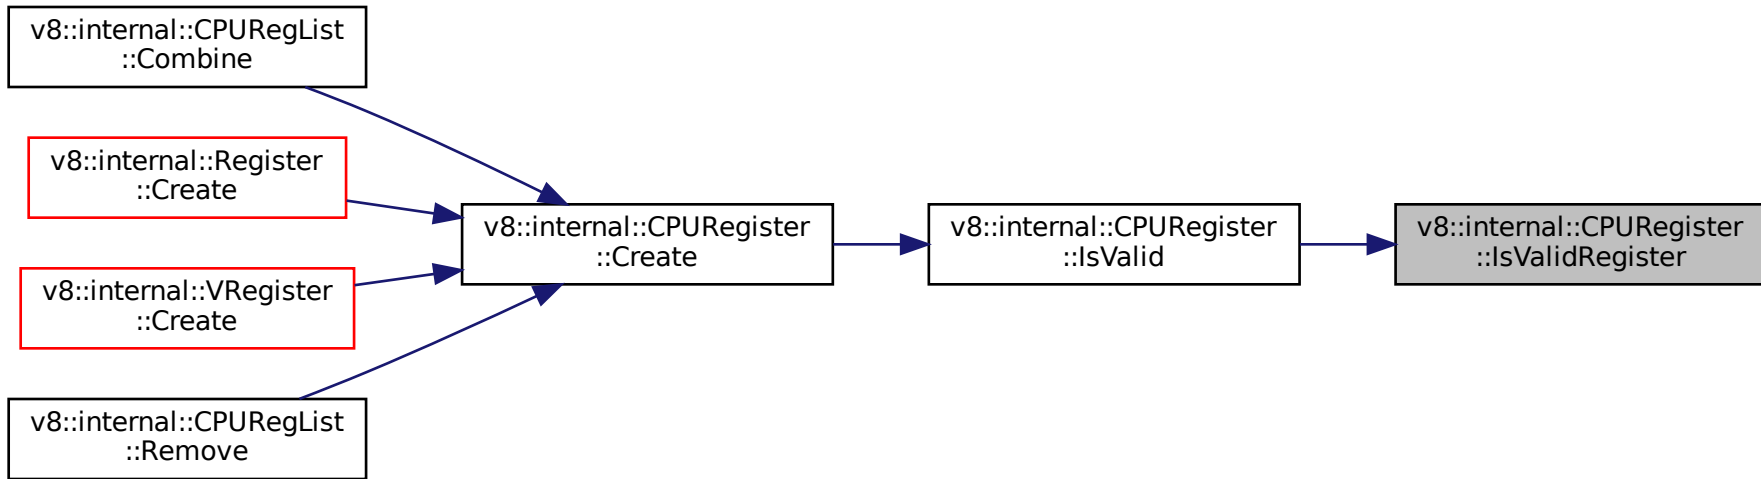 v8::internal::CPURegList
::Combine
v8::internal::Register
::Create
v8::internal::VRegister
::Create
v8::internal::CPURegList
::Remove
v8::internal::CPURegister
::Create
v8::internal::CPURegister
::IsValid
v8::internal::CPURegister
::IsValidRegister